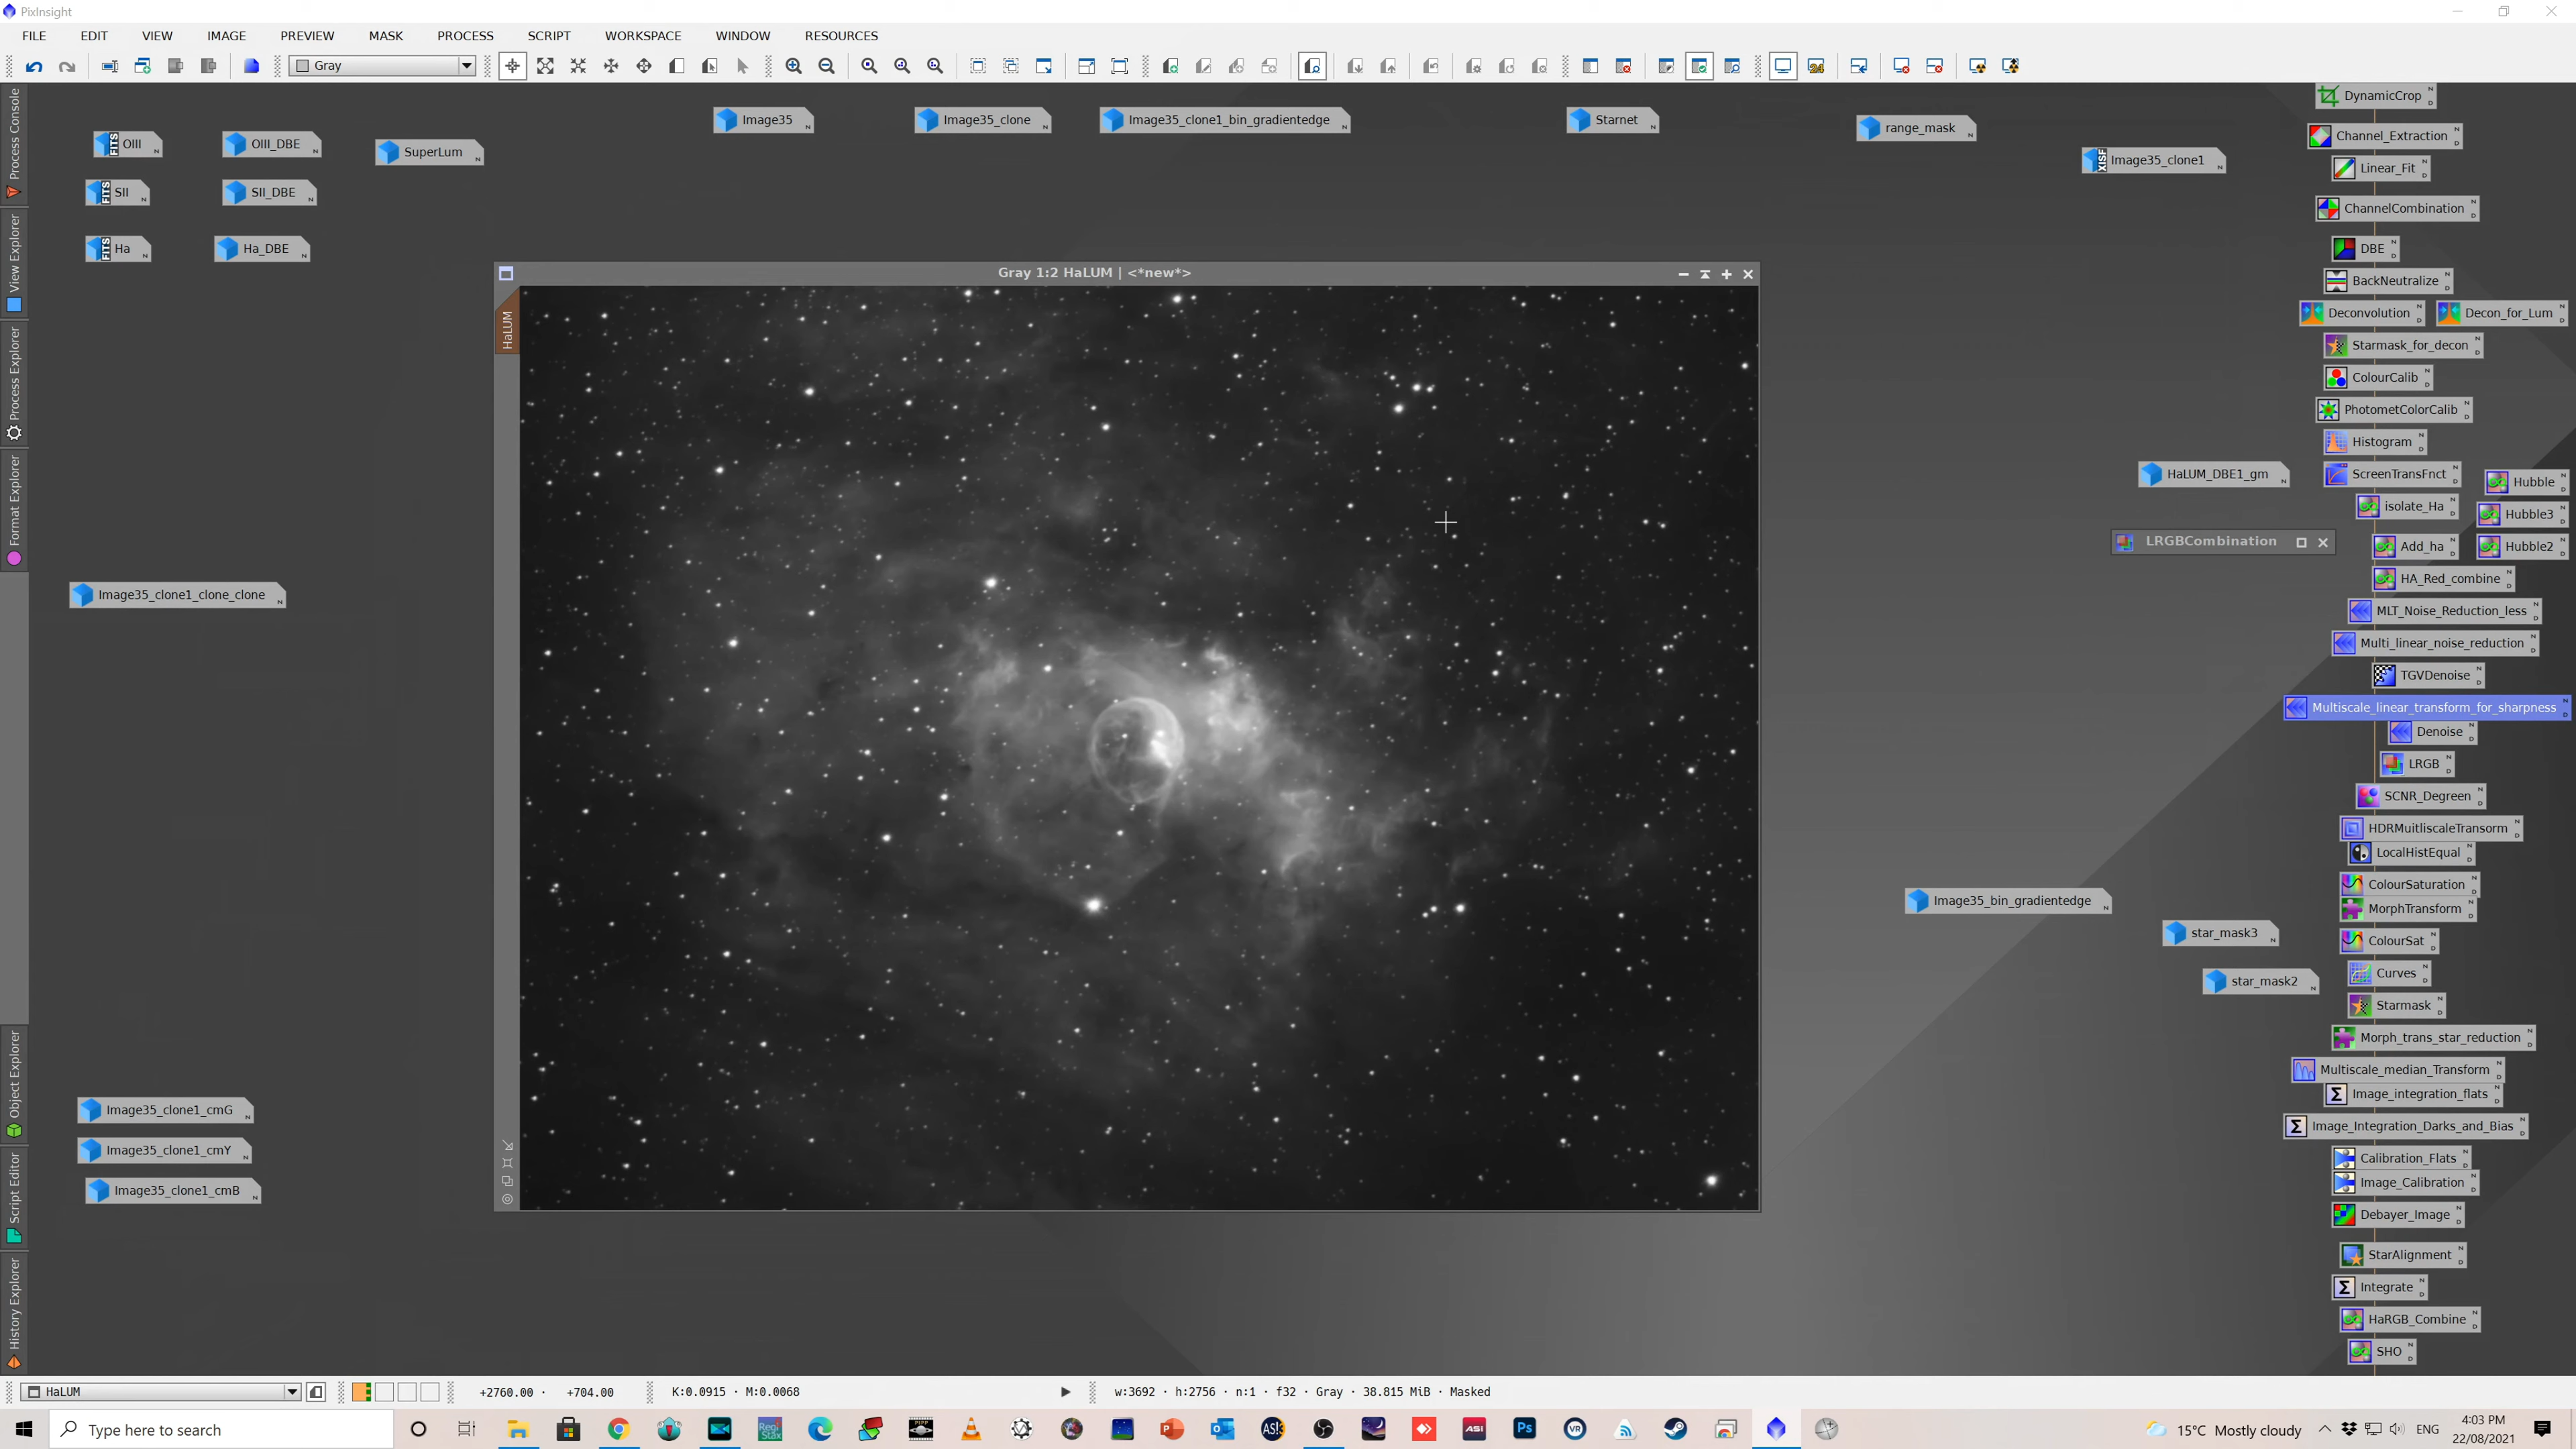 PixInsight
FILE EDIT VIEW IMAGE PREVIEW MASK PROCESS SCRIPT WORKSPACE WINDOW RESOURCES
Gray
Process Console
View Explorer
Process Explorer
Format Explorer
Object Explorer
Script Editor
History Explorer
OIII
OIII_DBE
SuperLum
SII
SII_DBE
Ha
Ha_DBE
Image35
Image35_clone
Image35_clone1_bin_gradientedge
Starnet
range_mask
Image35_clone1
Gray 1:2 HaLUM | <*new*>
HaLUM
Image35_clone1_clone_clone
Image35_clone1_cmG
Image35_clone1_cmY
Image35_clone1_cmB
HaLUM_DBE1_gm
LRGBCombination
Image35_bin_gradientedge
star_mask3
star_mask2
DynamicCrop
Channel_Extraction
Linear_Fit
ChannelCombination
DBE
BackNeutralize
Deconvolution
Decon_for_Lum
Starmask_for_decon
ColourCalib
PhotometColorCalib
Histogram
ScreenTransFnct
Hubble
isolate_Ha
Hubble3
Add_ha
Hubble2
HA_Red_combine
MLT_Noise_Reduction_less
Multi_linear_noise_reduction
TGVDenoise
Multiscale_linear_transform_for_sharpness
Denoise
LRGB
SCNR_Degreen
HDRMuitliscaleTransorm
LocalHistEqual
ColourSaturation
MorphTransform
ColourSat
Curves
Starmask
Morph_trans_star_reduction
Multiscale_median_Transform
Image_integration_flats
Image_Integration_Darks_and_Bias
Calibration_Flats
Image_Calibration
Debayer_Image
StarAlignment
Integrate
HaRGB_Combine
SHO
HaLUM
+2760.00 · +704.00
K:0.0915 · M:0.0068
w:3692 · h:2756 · n:1 · f32 · Gray · 38.815 MiB · Masked
Type here to search
15°C Mostly cloudy
ENG
4:03 PM
22/08/2021